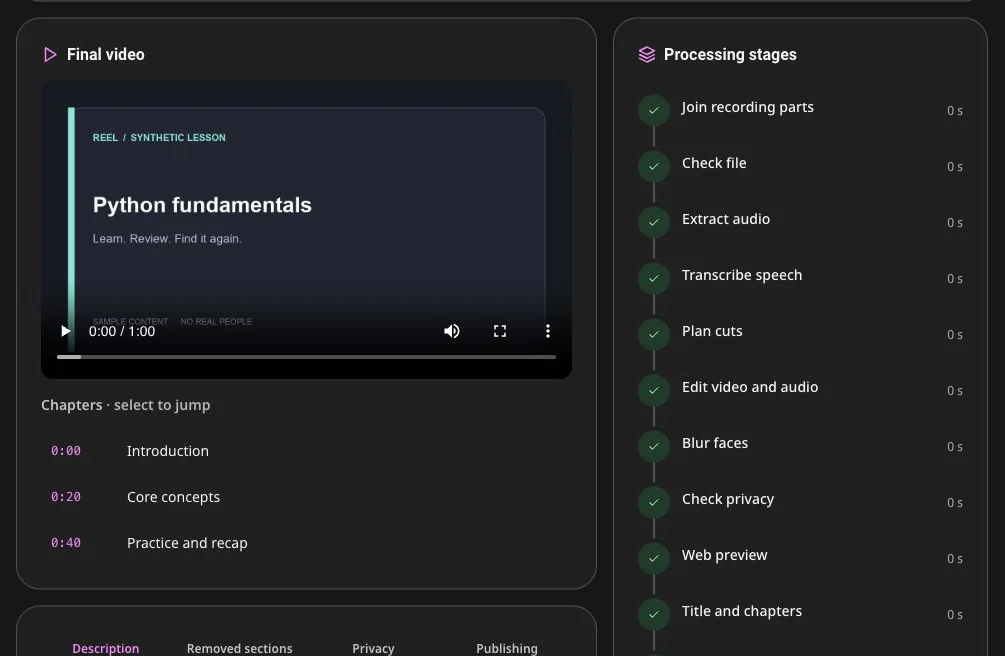 Final video
REEL / SYNTHETIC LESSON
Python fundamentals
Learn. Review. Find it again.
SAMPLE CONTENT · NO REAL PEOPLE
0:00 / 1:00
Chapters · select to jump
0:00 Introduction
0:20 Core concepts
0:40 Practice and recap
Description Removed sections Privacy Publishing
Processing stages
Join recording parts 0 s
Check file 0 s
Extract audio 0 s
Transcribe speech 0 s
Plan cuts 0 s
Edit video and audio 0 s
Blur faces 0 s
Check privacy 0 s
Web preview 0 s
Title and chapters 0 s